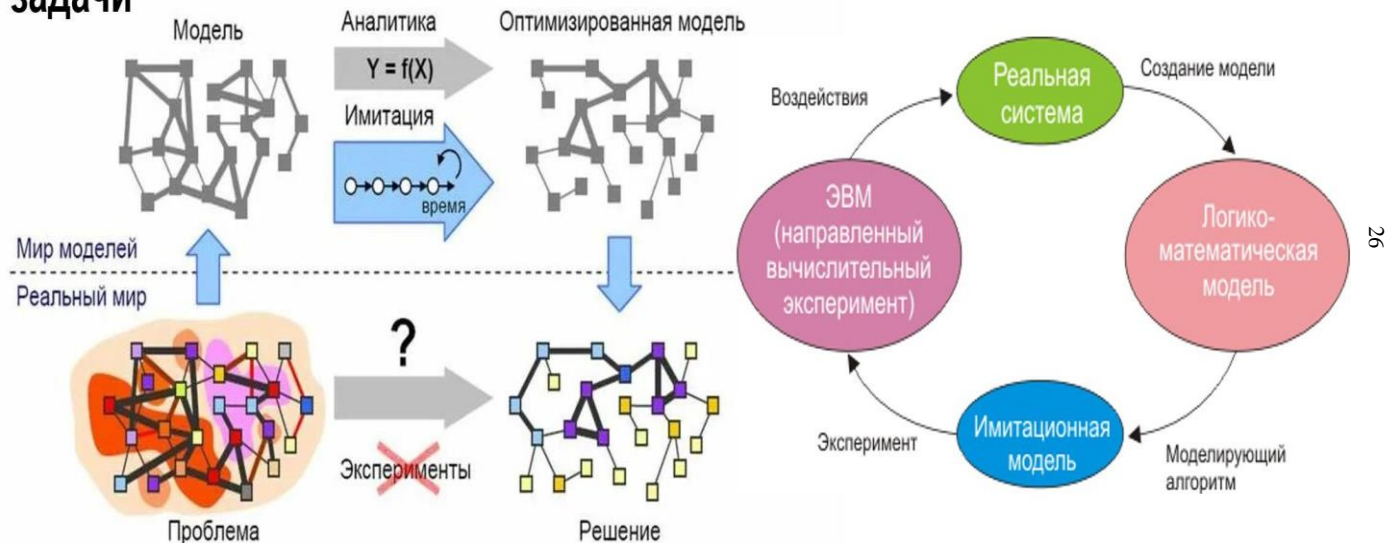 задачи
Модель
Аналитика
Оптимизированная модель
Y = f(X)
Имитация
время
Мир моделей
Реальный мир
?
Эксперименты
Проблема
Решение
Реальная
система
Создание модели
Воздействия
ЭВМ
(направленный
вычислительный
эксперимент)
Логико-
математическая
модель
Имитационная
модель
Эксперимент
Моделирующий
алгоритм
26